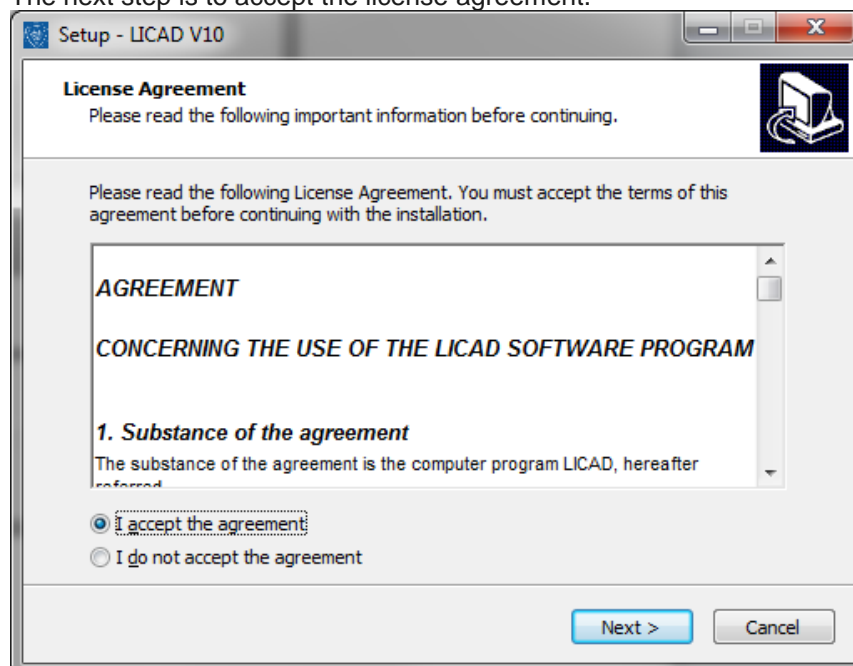 The next step is to accept the license agreement.
Setup - LICAD V10
License Agreement
Please read the following important information before continuing.
Please read the following License Agreement. You must accept the terms of this
agreement before continuing with the installation.
AGREEMENT
CONCERNING THE USE OF THE LICAD SOFTWARE PROGRAM
1. Substance of the agreement
The substance of the agreement is the computer program LICAD, hereafter
referred
I accept the agreement
I do not accept the agreement
Next >
Cancel